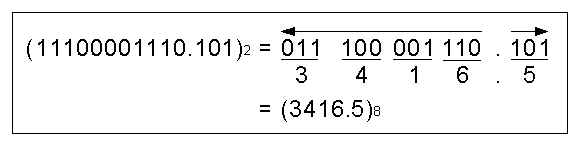 (11100001110.101)2 = 011 100 001 110 . 101
3 4 1 6 . 5
= (3416.5)8